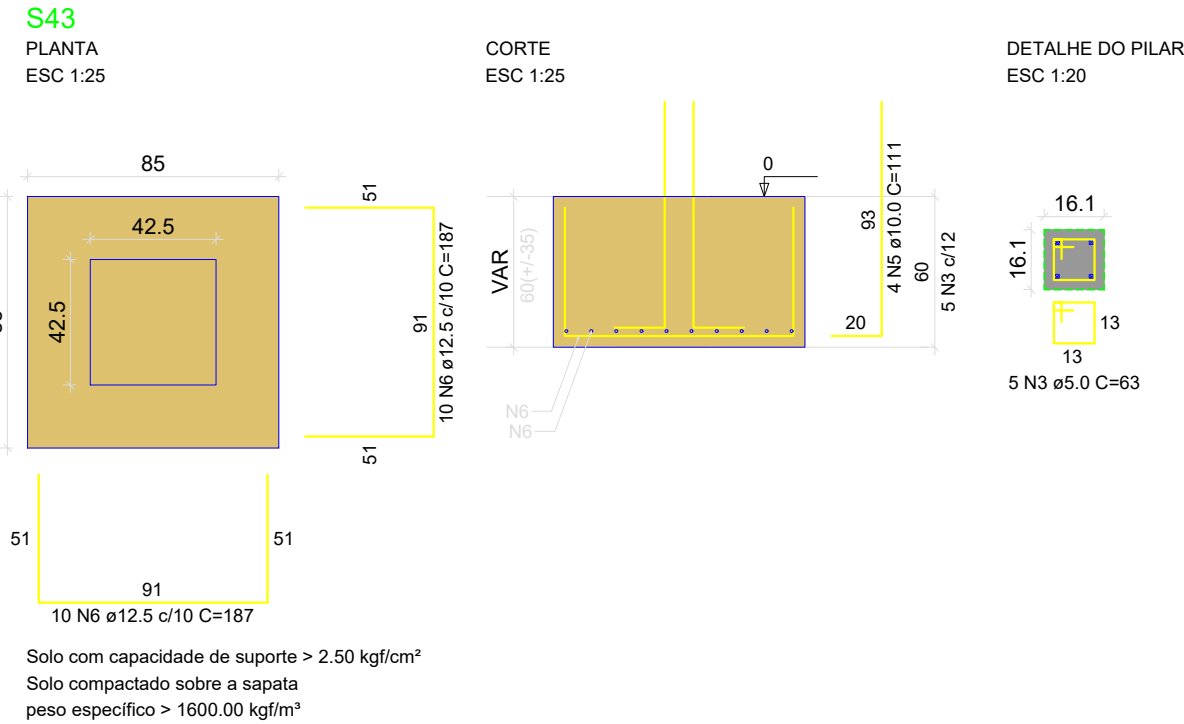 S43
PLANTA
ESC 1:25
85
42.5
42.5
51
91
10 N6 ø12.5 c/10 C=187
51
51
51
91
10 N6 ø12.5 c/10 C=187
CORTE
ESC 1:25
0
VAR
60(+/-35)
93
4 N5 ø10.0 C=111
20
60
5 N3 c/12
N6
N6
DETALHE DO PILAR
ESC 1:20
16.1
16.1
13
13
5 N3 ø5.0 C=63
Solo com capacidade de suporte > 2.50 kgf/cm²
Solo compactado sobre a sapata
peso específico > 1600.00 kgf/m³